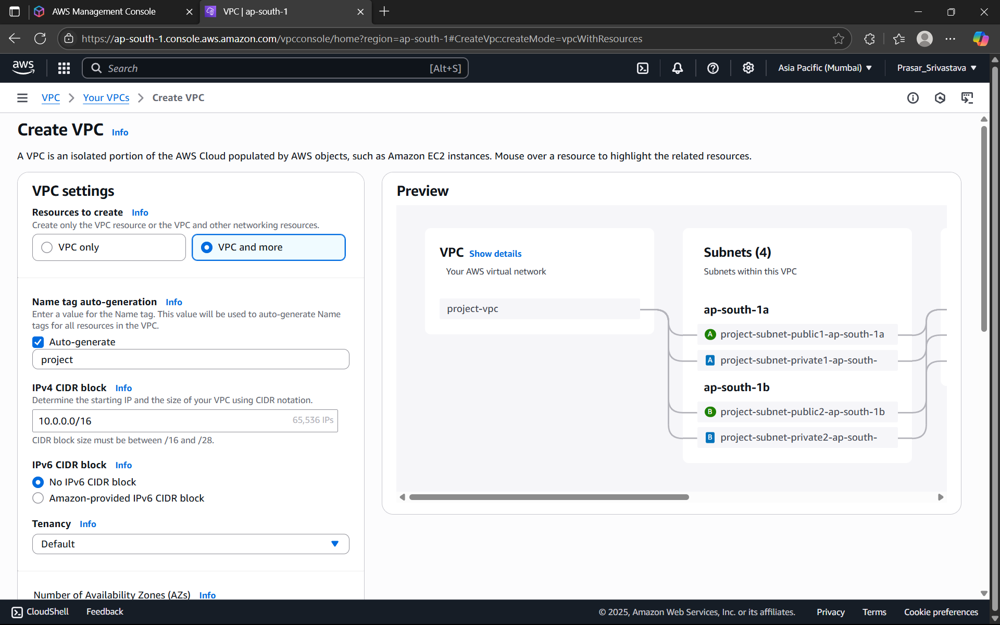 AWS Management Console
VPC | ap-south-1
https://ap-south-1.console.aws.amazon.com/vpcconsole/home?region=ap-south-1#CreateVpc:createMode=vpcWithResources
aws
Search
[Alt+S]
Asia Pacific (Mumbai)
Prasar_Srivastava
VPC
Your VPCs
Create VPC
Create VPC Info
A VPC is an isolated portion of the AWS Cloud populated by AWS objects, such as Amazon EC2 instances. Mouse over a resource to highlight the related resources.
VPC settings
Resources to create Info
Create only the VPC resource or the VPC and other networking resources.
VPC only
VPC and more
Name tag auto-generation Info
Enter a value for the Name tag. This value will be used to auto-generate Name
tags for all resources in the VPC.
Auto-generate
project
IPv4 CIDR block Info
Determine the starting IP and the size of your VPC using CIDR notation.
10.0.0.0/16
65,536 IPs
CIDR block size must be between /16 and /28.
IPv6 CIDR block Info
No IPv6 CIDR block
Amazon-provided IPv6 CIDR block
Tenancy Info
Default
Number of Availability Zones (AZs) Info
Preview
VPC Show details
Your AWS virtual network
project-vpc
Subnets (4)
Subnets within this VPC
ap-south-1a
A project-subnet-public1-ap-south-1a
A project-subnet-private1-ap-south-
ap-south-1b
B project-subnet-public2-ap-south-1b
B project-subnet-private2-ap-south-
CloudShell
Feedback
© 2025, Amazon Web Services, Inc. or its affiliates.
Privacy
Terms
Cookie preferences